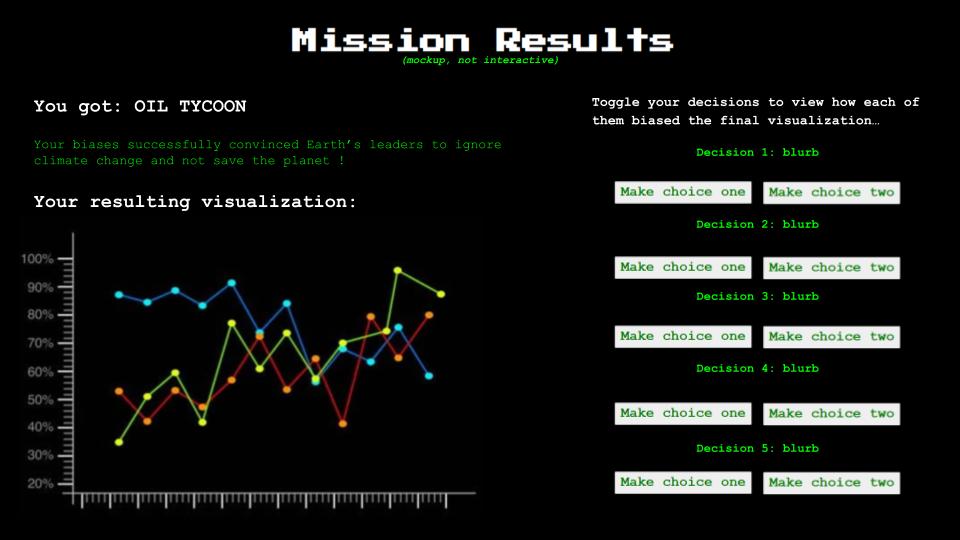 Mission Results
(mockup, not interactive)
You got: OIL TYCOON
Your biases successfully convinced Earth’s leaders to ignore
climate change and not save the planet !
Your resulting visualization:
100%
90%
80%
70%
60%
50%
40%
30%
20%
Toggle your decisions to view how each of
them biased the final visualization…
Decision 1: blurb
Make choice one
Make choice two
Decision 2: blurb
Make choice one
Make choice two
Decision 3: blurb
Make choice one
Make choice two
Decision 4: blurb
Make choice one
Make choice two
Decision 5: blurb
Make choice one
Make choice two